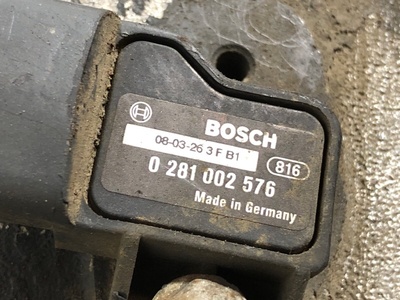 BOSCH
08-03-26 3 F B1
0 281 002 576
816
Made in Germany